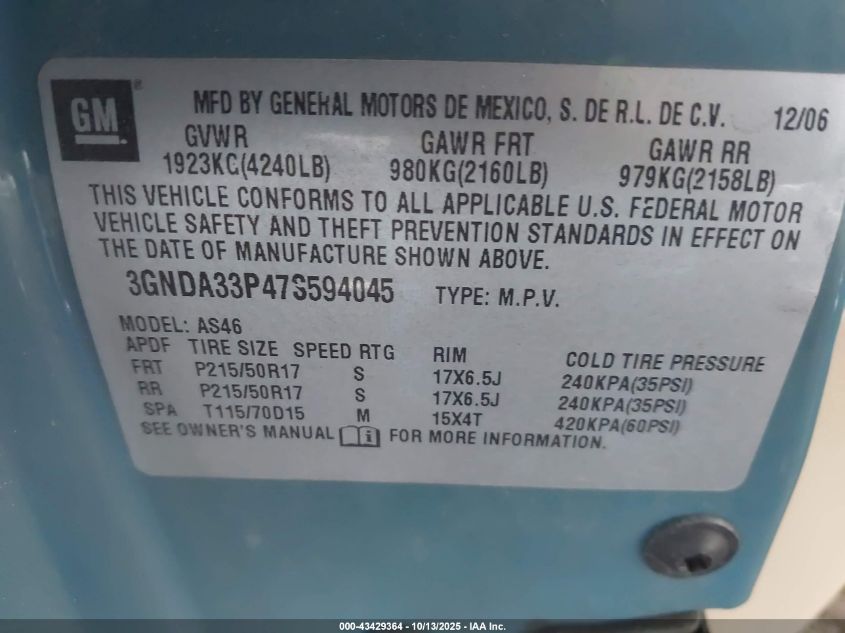 GM
®
MFD BY GENERAL MOTORS DE MEXICO, S. DE R.L. DE C.V. 12/06
GVWR GAWR FRT GAWR RR
1923KG(4240LB) 980KG(2160LB) 979KG(2158LB)
THIS VEHICLE CONFORMS TO ALL APPLICABLE U.S. FEDERAL MOTOR
VEHICLE SAFETY AND THEFT PREVENTION STANDARDS IN EFFECT ON
THE DATE OF MANUFACTURE SHOWN ABOVE.
3GNDA33P47S594045 TYPE: M.P.V.
MODEL: AS46
APDF TIRE SIZE SPEED RTG RIM COLD TIRE PRESSURE
FRT P215/50R17 S 17X6.5J 240KPA(35PSI)
RR P215/50R17 S 17X6.5J 240KPA(35PSI)
SPA T115/70D15 M 15X4T 420KPA(60PSI)
SEE OWNER'S MANUAL i FOR MORE INFORMATION.
000-43429364 - 10/13/2025 - IAA Inc.